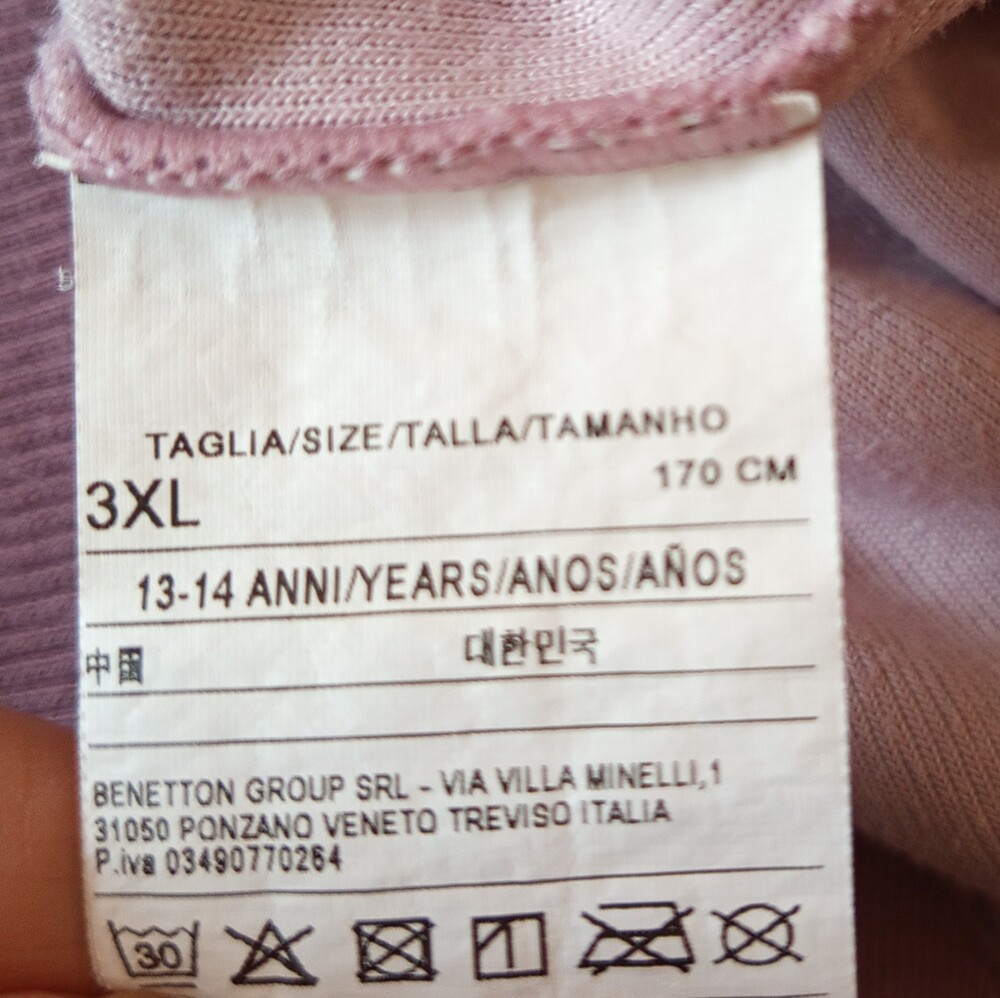 TAGLIA/SIZE/TALLA/TAMANHO
3XL 170 CM
13-14 ANNI/YEARS/ANOS/AÑOS
中國 대한민국
BENETTON GROUP SRL - VIA VILLA MINELLI,1
31050 PONZANO VENETO TREVISO ITALIA
P.iva 03490770264
30